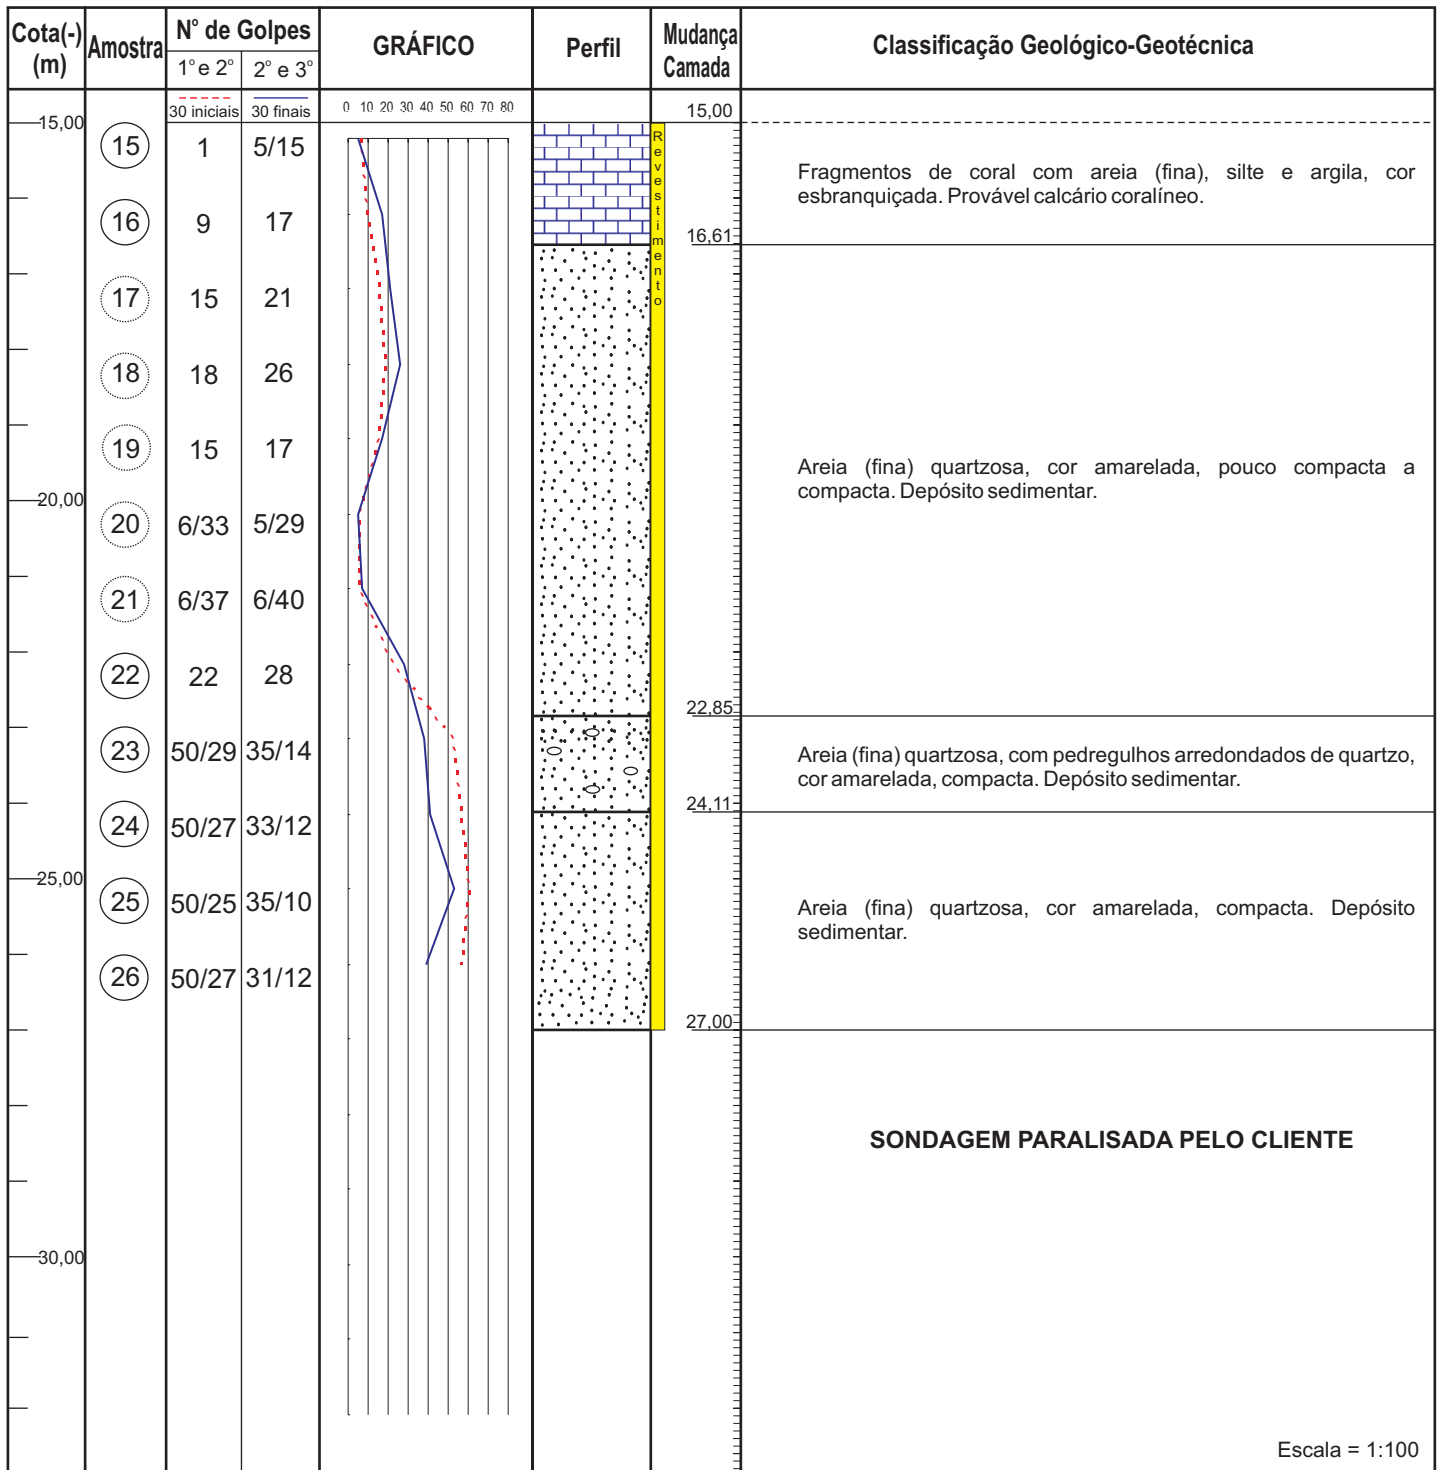 Cota(-)
(m)
Amostra
N° de Golpes
1° e 2°
2° e 3°
GRÁFICO
Perfil
Mudança
Camada
Classificação Geológico-Geotécnica
30 iniciais
30 finais
0 10 20 30 40 50 60 70 80
15,00
15,00
15 1 5/15
Revestimento
Fragmentos de coral com areia (fina), silte e argila, cor
esbranquiçada. Provável calcário coralíneo.
16 9 17
16,61
17 15 21
18 18 26
19 15 17
Areia (fina) quartzosa, cor amarelada, pouco compacta a
compacta. Depósito sedimentar.
20,00
20 6/33 5/29
21 6/37 6/40
22 22 28
22,85
23 50/29 35/14
Areia (fina) quartzosa, com pedregulhos arredondados de quartzo,
cor amarelada, compacta. Depósito sedimentar.
24,11
24 50/27 33/12
25,00
25 50/25 35/10
Areia (fina) quartzosa, cor amarelada, compacta. Depósito
sedimentar.
26 50/27 31/12
27,00
SONDAGEM PARALISADA PELO CLIENTE
30,00
Escala = 1:100